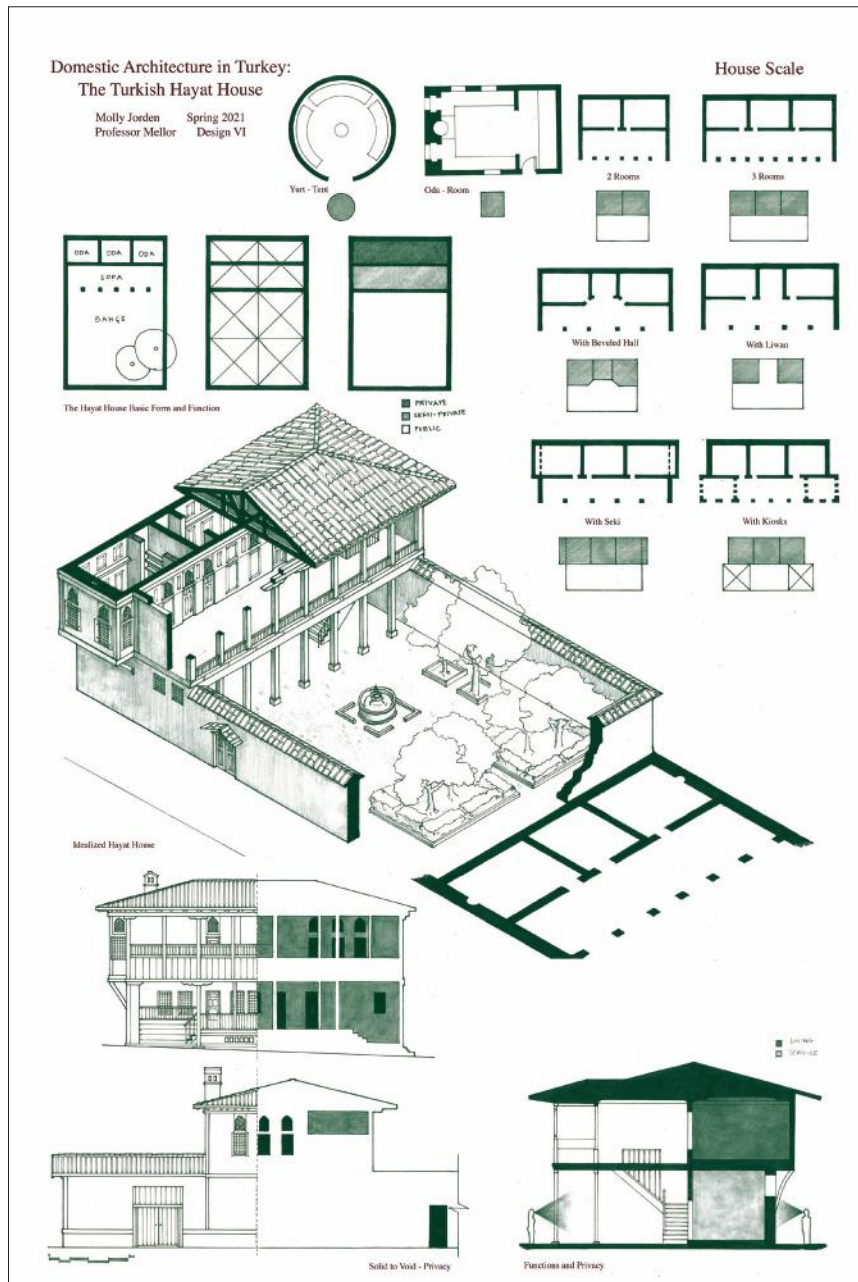 Domestic Architecture in Turkey:
The Turkish Hayat House
Molly Jorden Spring 2021
Professor Mellor Design VI
House Scale
Yurt - Tent
Oda - Room
2 Rooms
3 Rooms
ODA ODA ODA
SOFA
BAHÇE
The Hayat House Basic Form and Function
PRIVATE
SEMI-PRIVATE
PUBLIC
With Beveled Hall
With Liwan
With Seki
With Kiosks
Idealized Hayat House
LIVING
SERVICE
Solid to Void - Privacy
Functions and Privacy